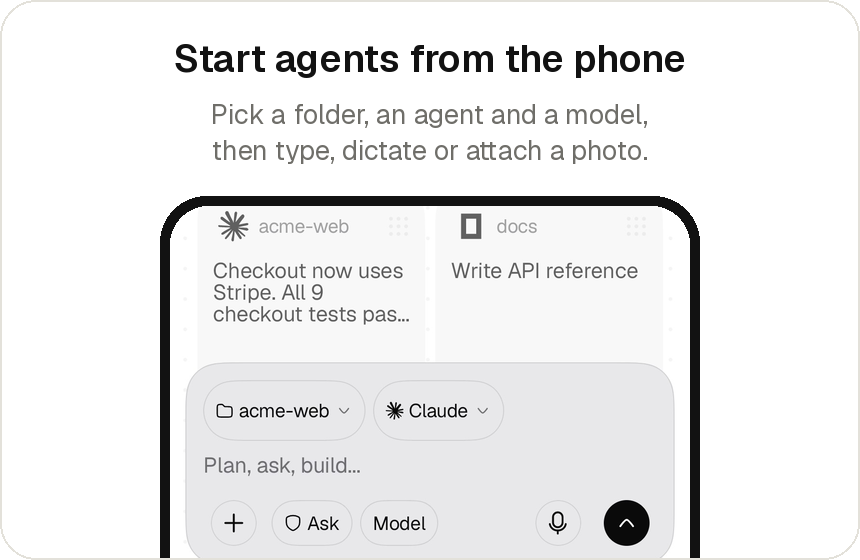 Start agents from the phone
Pick a folder, an agent and a model,
then type, dictate or attach a photo.
acme-web
docs
Checkout now uses
Stripe. All 9
checkout tests pas...
Write API reference
acme-web
Claude
Plan, ask, build...
Ask
Model